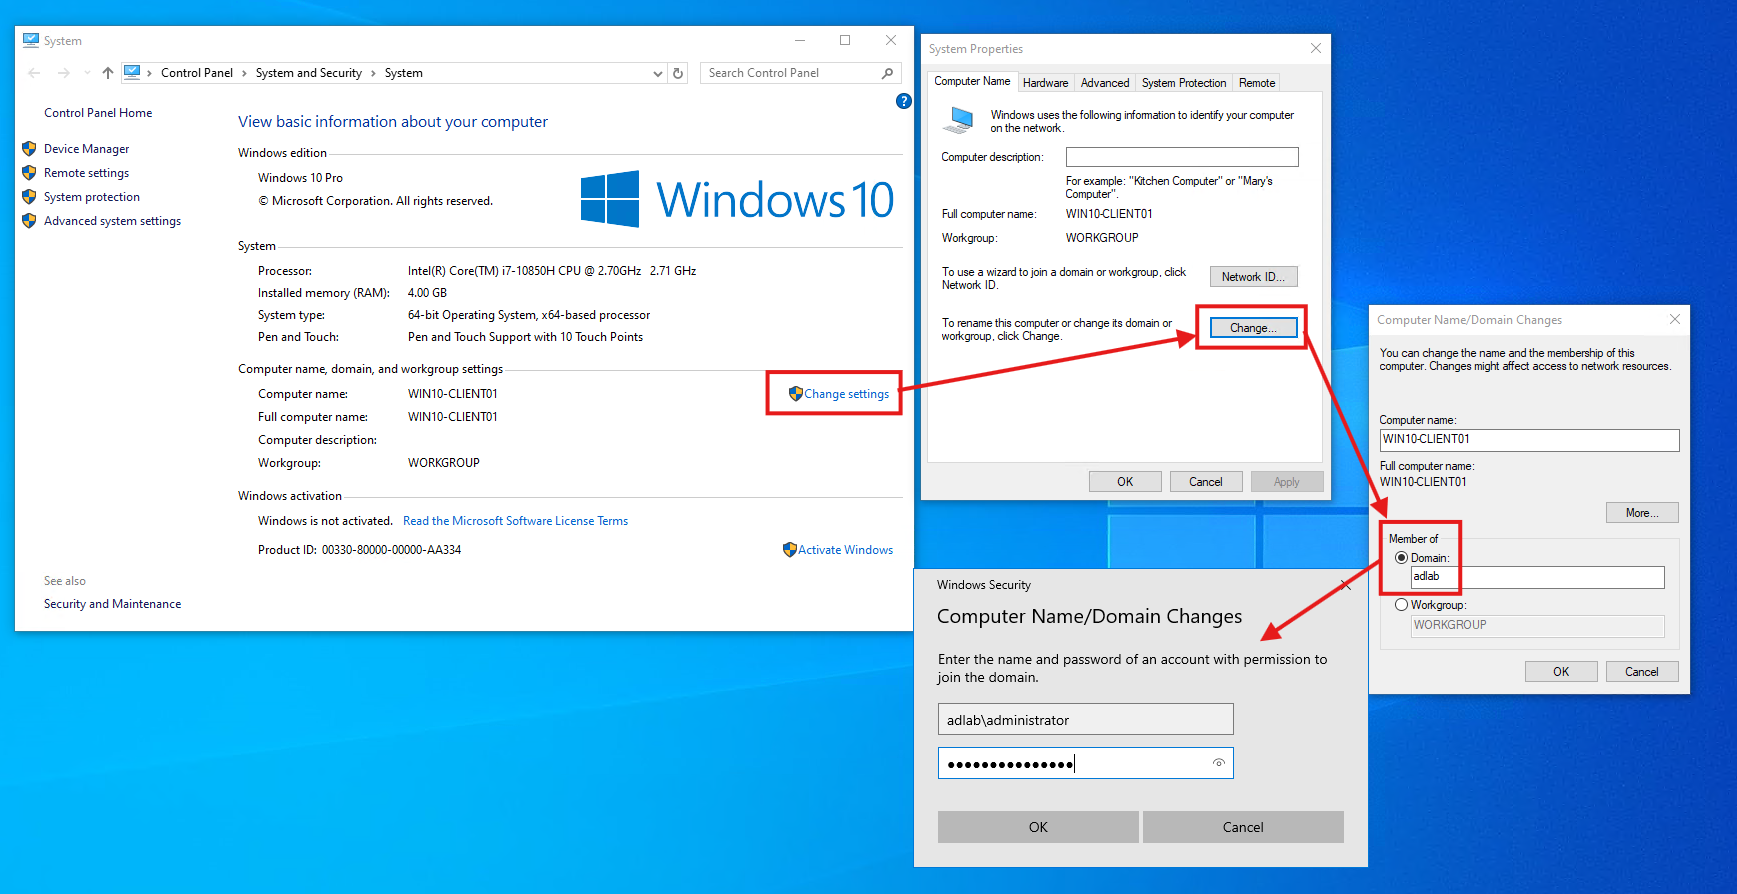 System
Control Panel > System and Security > System
Search Control Panel
Control Panel Home
Device Manager
Remote settings
System protection
Advanced system settings
See also
Security and Maintenance
View basic information about your computer
Windows edition
Windows 10 Pro
© Microsoft Corporation. All rights reserved.
Windows 10
System
Processor: Intel(R) Core(TM) i7-10850H CPU @ 2.70GHz 2.71 GHz
Installed memory (RAM): 4.00 GB
System type: 64-bit Operating System, x64-based processor
Pen and Touch: Pen and Touch Support with 10 Touch Points
Computer name, domain, and workgroup settings
Computer name: WIN10-CLIENT01
Change settings
Full computer name: WIN10-CLIENT01
Computer description:
Workgroup: WORKGROUP
Windows activation
Windows is not activated. Read the Microsoft Software License Terms
Product ID: 00330-80000-00000-AA334
Activate Windows
System Properties
Computer Name Hardware Advanced System Protection Remote
Windows uses the following information to identify your computer
on the network.
Computer description:
For example: "Kitchen Computer" or "Mary's
Computer".
Full computer name: WIN10-CLIENT01
Workgroup: WORKGROUP
To use a wizard to join a domain or workgroup, click
Network ID.
Network ID...
To rename this computer or change its domain or
workgroup, click Change.
Change...
OK Cancel Apply
Computer Name/Domain Changes
You can change the name and the membership of this
computer. Changes might affect access to network resources.
Computer name:
WIN10-CLIENT01
Full computer name:
WIN10-CLIENT01
More...
Member of
Domain:
adlab
Workgroup:
WORKGROUP
OK Cancel
Windows Security
Computer Name/Domain Changes
Enter the name and password of an account with permission to
join the domain.
adlab\administrator
●●●●●●●●●●●●●●●
OK Cancel